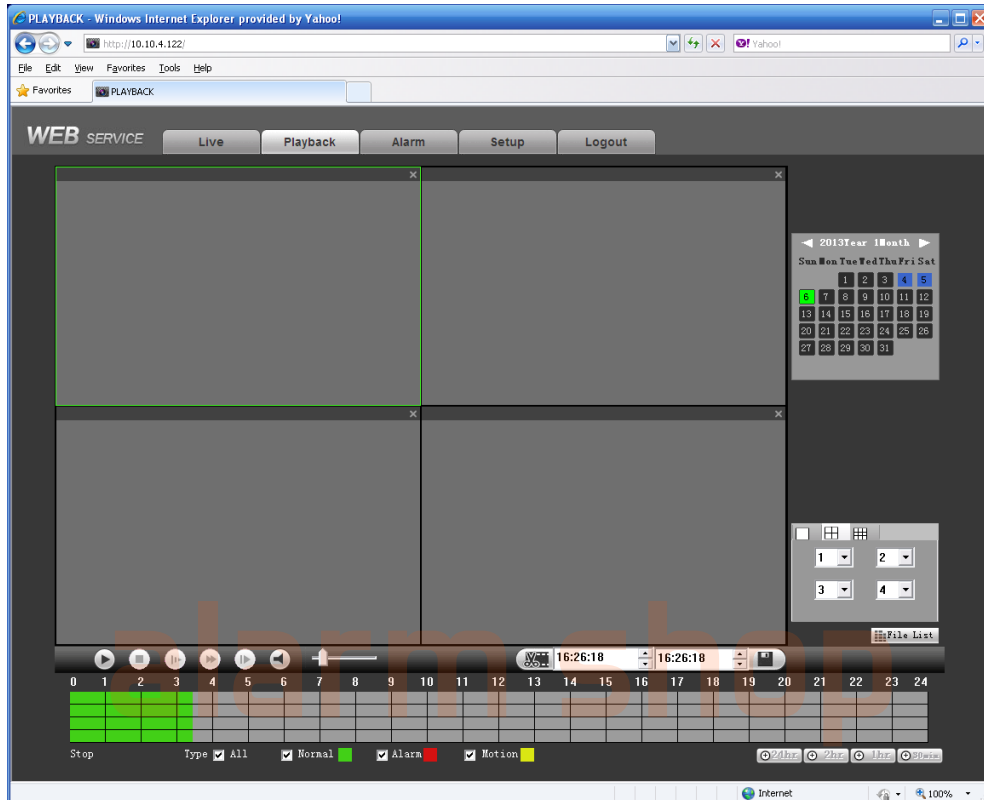 PLAYBACK - Windows Internet Explorer provided by Yahoo!
http://10.10.4.122/
Yahoo!
File Edit View Favorites Tools Help
Favorites PLAYBACK
WEB SERVICE Live Playback Alarm Setup Logout
2013Year 1Month
Sun Mon Tue Wed Thu Fri Sat
1 2 3 4 5
6 7 8 9 10 11 12
13 14 15 16 17 18 19
20 21 22 23 24 25 26
27 28 29 30 31
1 2
3 4
File List
alarm shop
16:26:18 16:26:18
0 1 2 3 4 5 6 7 8 9 10 11 12 13 14 15 16 17 18 19 20 21 22 23 24
Stop Type All Normal Alarm Motion 24hr 2hr 1hr 30min
Internet 100%